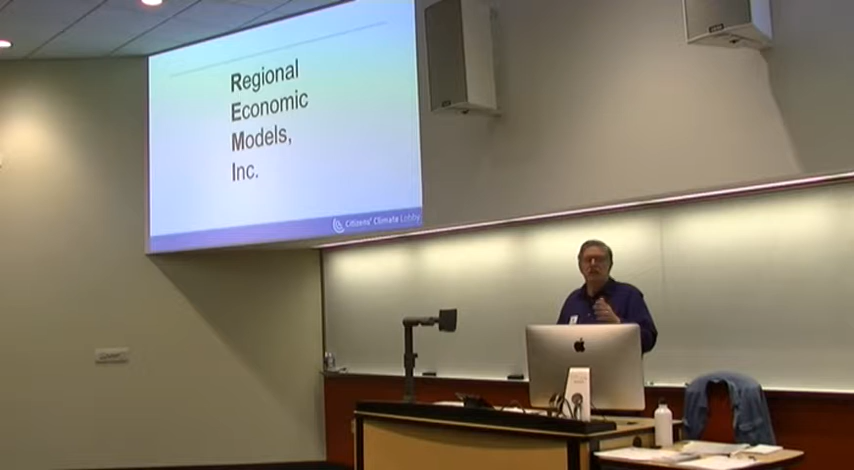 Regional
Economic
Models,
Inc.
Citizens' Climate Lobby